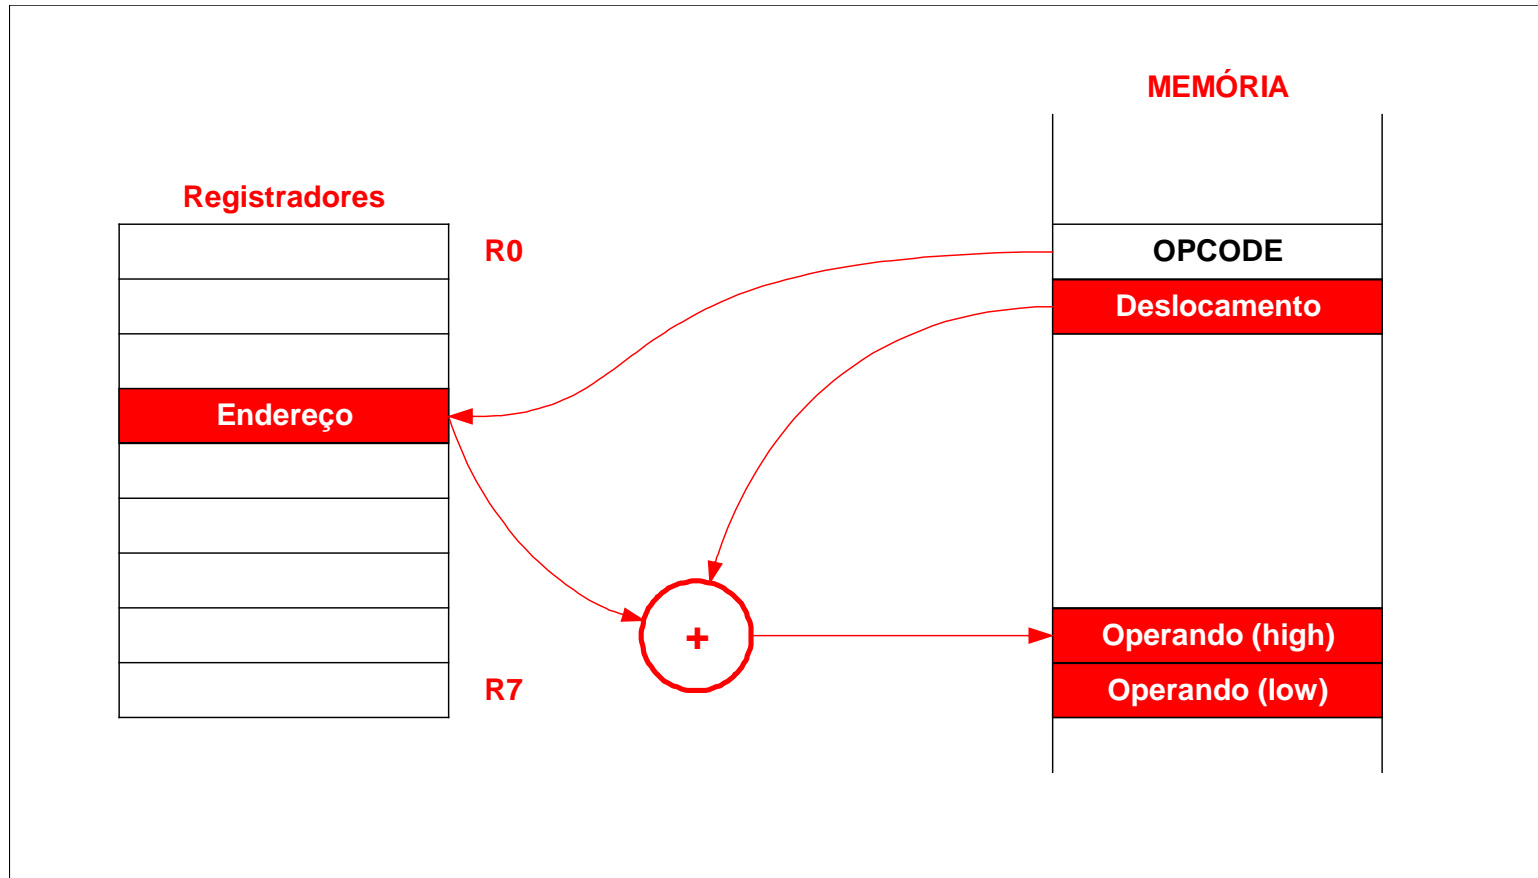 MEMÓRIA
Registradores
R0
OPCODE
Deslocamento
Endereço
+
Operando (high)
R7
Operando (low)